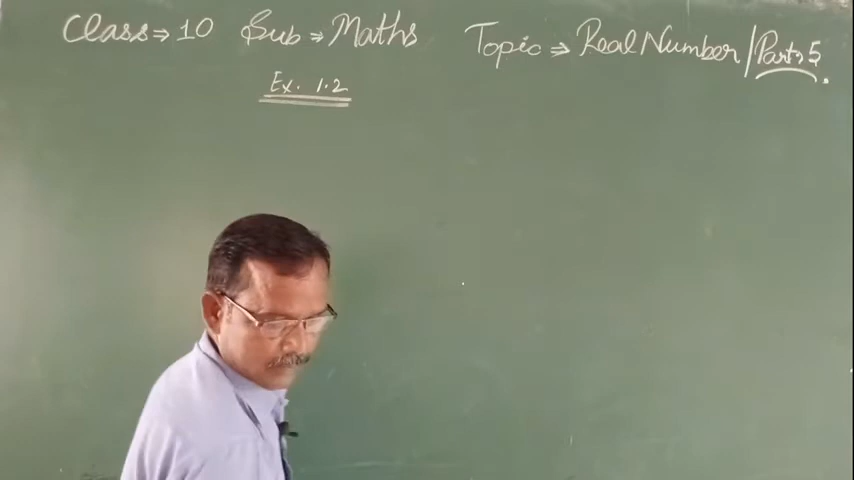 Class ⇒ 10 Sub ⇒ Maths Topic ⇒ Real Number / Part 5
Ex. 1.2